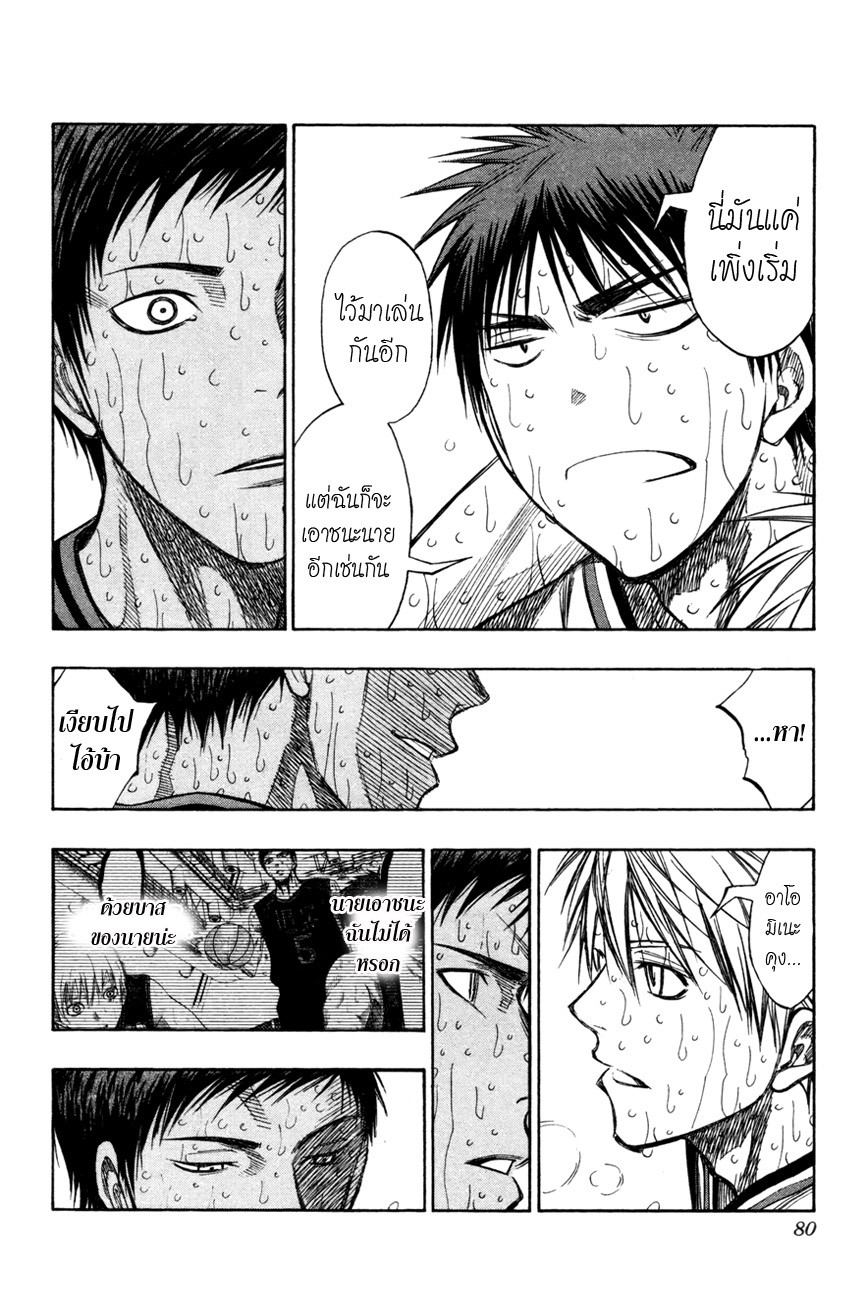 นี่มันแค่
เพิ่งเริ่ม
ไว้มาเล่น
กันอีก
แต่ฉันก็จะ
เอาชนะนาย
อีกเช่นกัน
...หา!
เงียบไป
ไอ้บ้า
อาโอ
มิเนะ
คุง...
นายเอาชนะ
ฉันไม่ได้
หรอก
ด้วยบาส
ของนายน่ะ
80